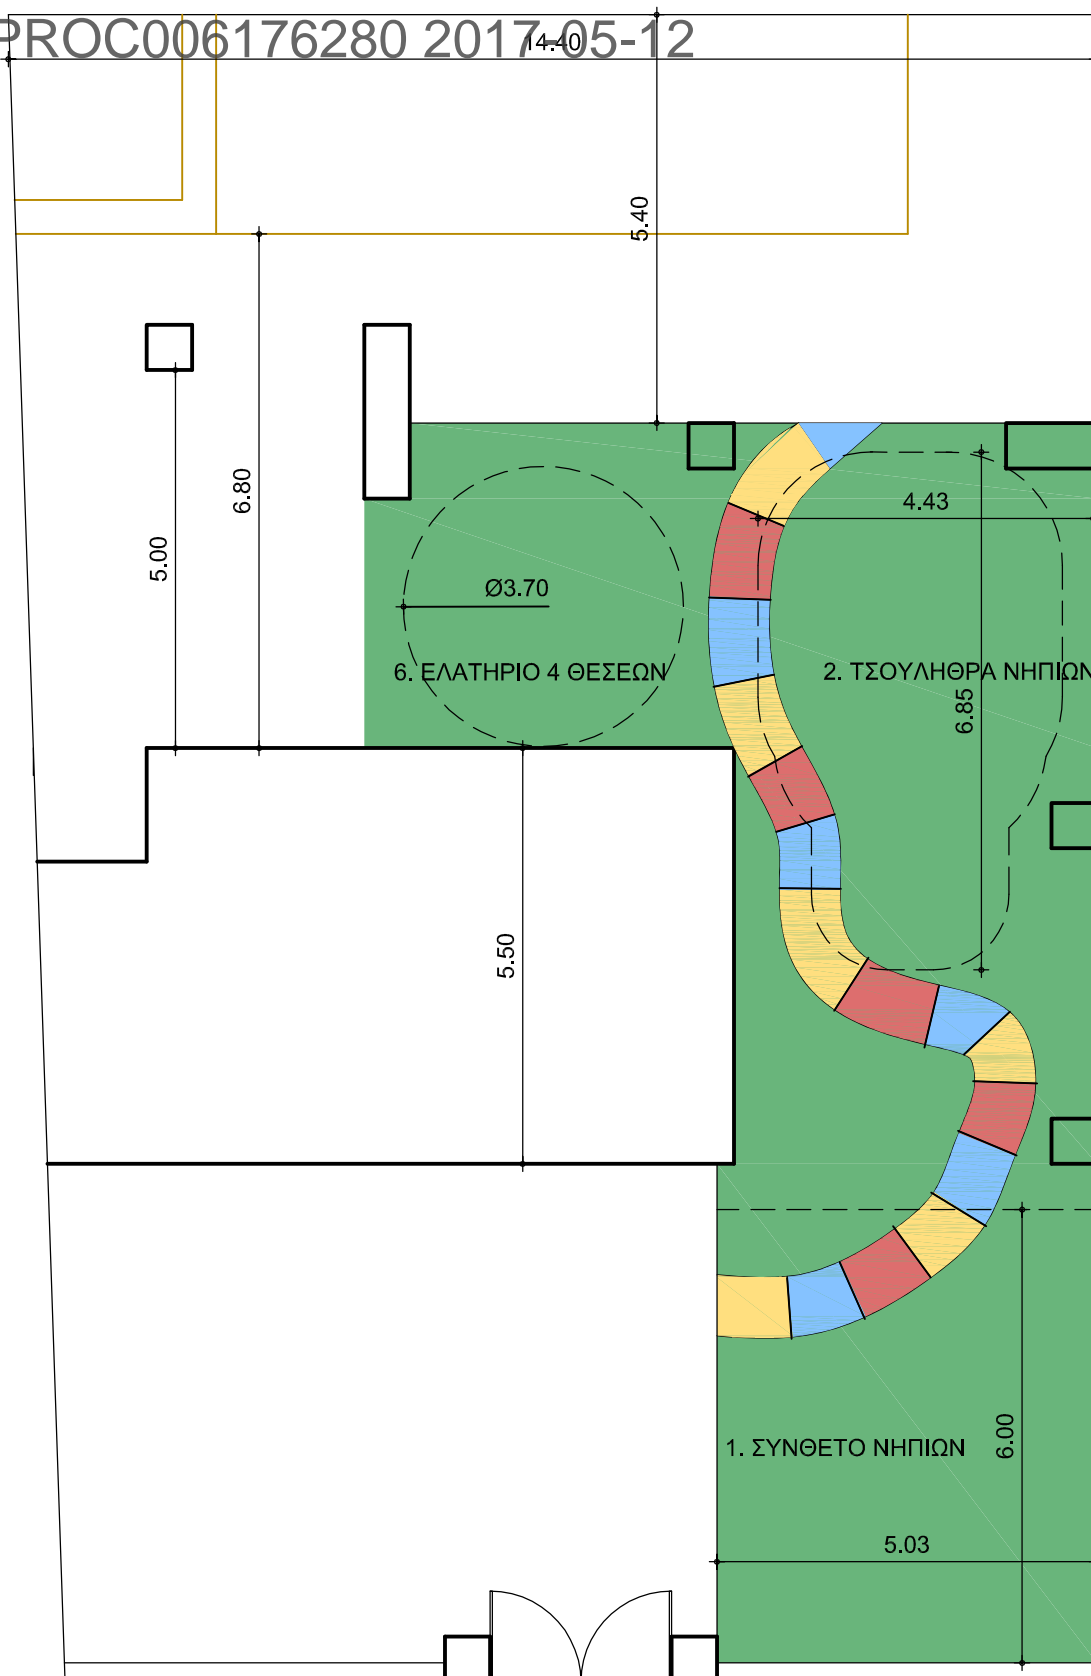 PROC006176280 2017-05-12
14.40
5.40
6.80
5.00
4.43
Ø3.70
6. ΕΛΑΤΗΡΙΟ 4 ΘΕΣΕΩΝ
2. ΤΣΟΥΛΗΘΡΑ ΝΗΠΙΩΝ
6.85
5.50
6.00
1. ΣΥΝΘΕΤΟ ΝΗΠΙΩΝ
5.03